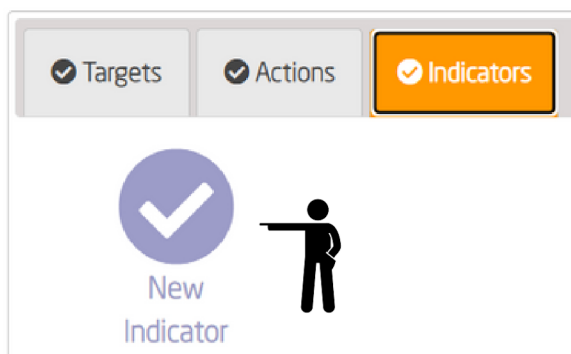 Targets
Actions
Indicators
New
Indicator